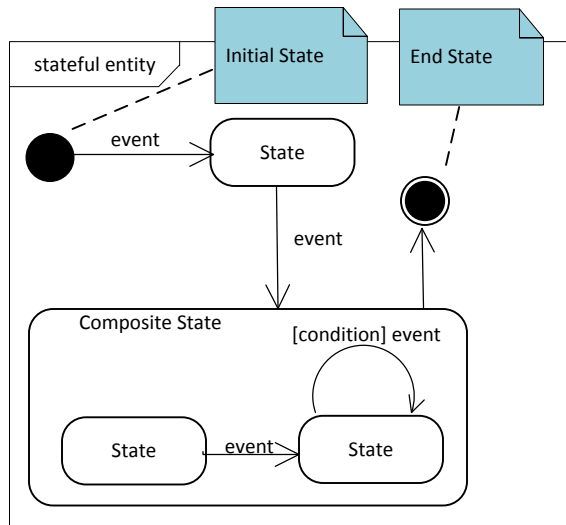 stateful entity
Initial State
End State
event
State
event
Composite State
[condition] event
State
event
State